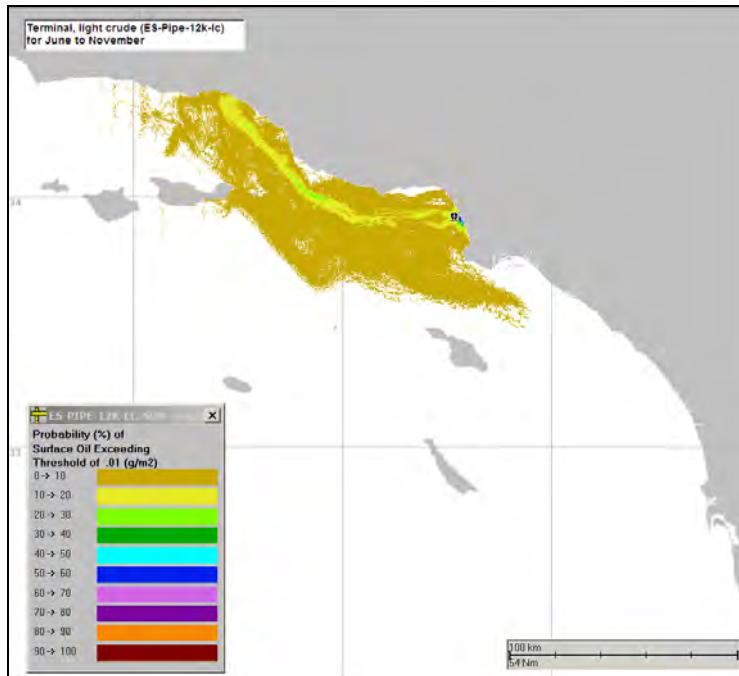 Terminal, light crude (ES-Pipe-12k-lc)
for June to November
34
33
Probability (%) of
Surface Oil Exceeding
Threshold of .01 (g/m2)
0→10
10→20
20→30
30→40
40→50
50→60
60→70
70→80
80→90
90→100
100 km
54 Nm